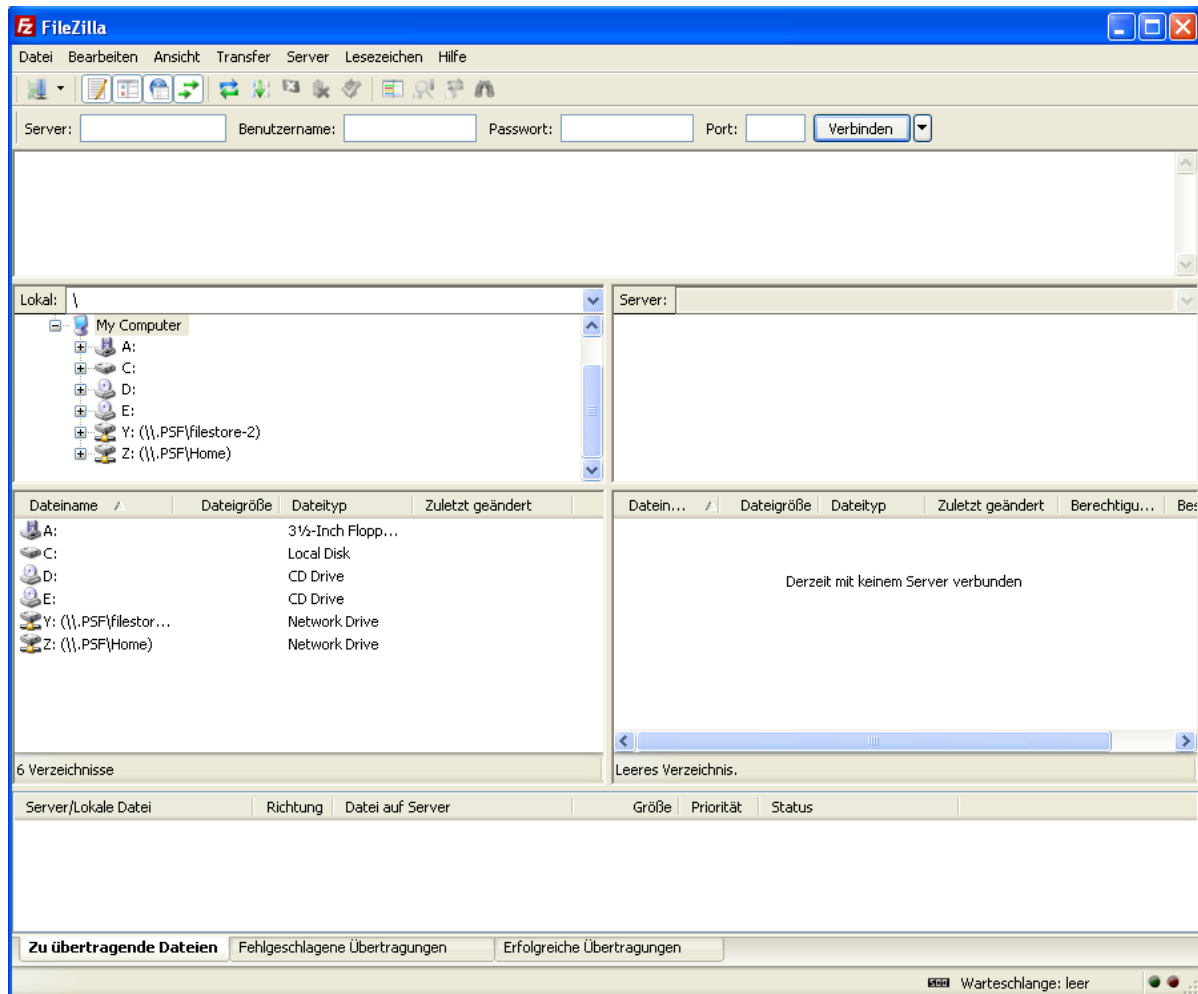 FileZilla
Datei Bearbeiten Ansicht Transfer Server Lesezeichen Hilfe
Server: Benutzername: Passwort: Port: Verbinden
Lokal: \
My Computer
A:
C:
D:
E:
Y: (\\.PSF\filestore-2)
Z: (\\.PSF\Home)
Server:
Dateiname Dateigröße Dateityp Zuletzt geändert
A: 3½-Inch Flopp...
C: Local Disk
D: CD Drive
E: CD Drive
Y: (\\.PSF\filestor... Network Drive
Z: (\\.PSF\Home) Network Drive
6 Verzeichnisse
Datein... Dateigröße Dateityp Zuletzt geändert Berechtigu... Bes
Derzeit mit keinem Server verbunden
Leeres Verzeichnis.
Server/Lokale Datei Richtung Datei auf Server Größe Priorität Status
Zu übertragende Dateien Fehlgeschlagene Übertragungen Erfolgreiche Übertragungen
Warteschlange: leer